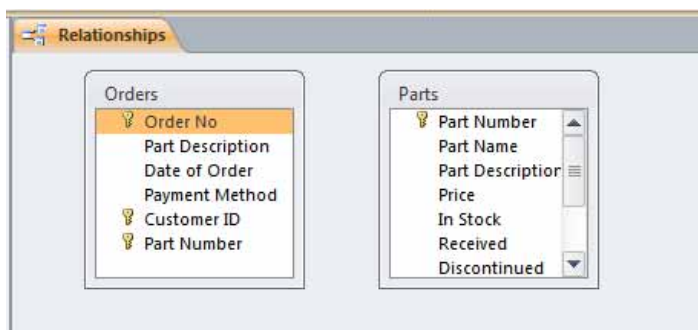 Relationships
Orders
Order No
Part Description
Date of Order
Payment Method
Customer ID
Part Number
Parts
Part Number
Part Name
Part Description
Price
In Stock
Received
Discontinued